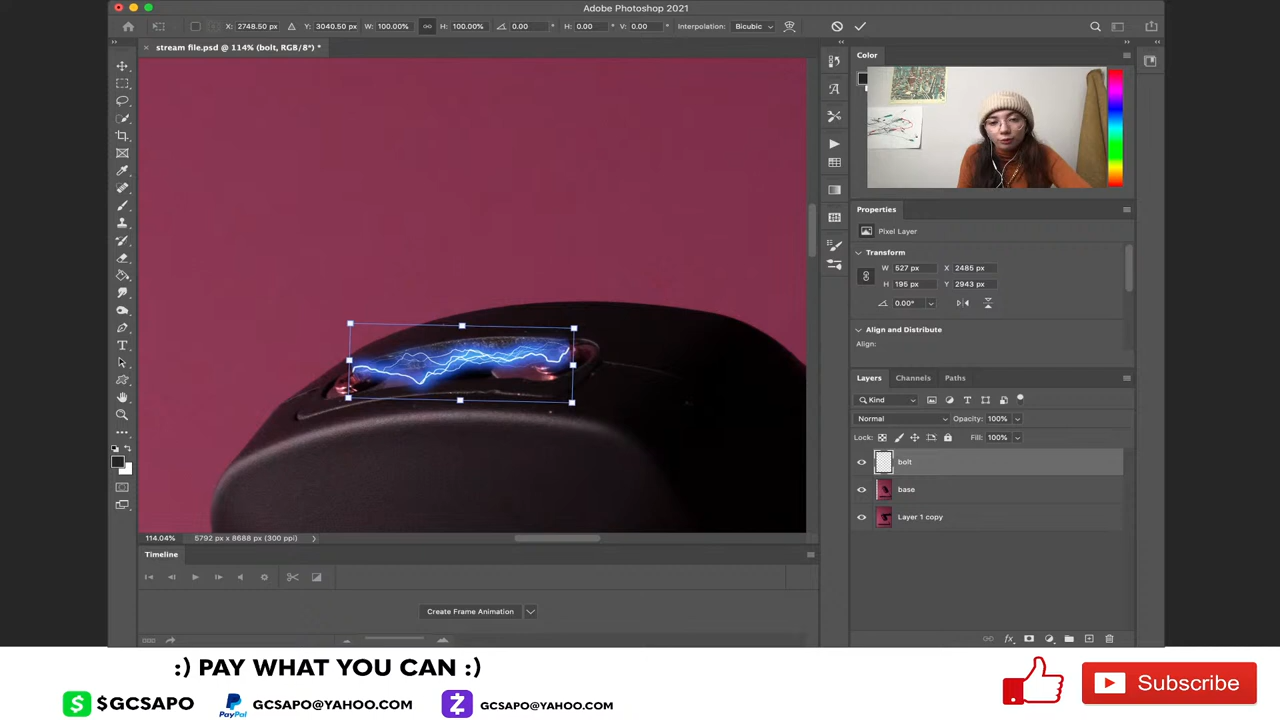 Adobe Photoshop 2021
X: 2748.50 px Y: 3040.50 px W: 100.00% H: 100.00% 0.00 ° H: 0.00 ° V: 0.00 ° Interpolation: Bicubic
× stream file.psd @ 114% (bolt, RGB/8*) *
Color
Properties
Pixel Layer
Transform
W 527 px X 2485 px
H 195 px Y 2943 px
0.00°
Align and Distribute
Align:
Layers Channels Paths
Kind
Normal Opacity: 100%
Lock: Fill: 100%
bolt
base
Layer 1 copy
114.04% 5792 px x 8688 px (300 ppi)
Timeline
Create Frame Animation
:) PAY WHAT YOU CAN :)
$ $GCSAPO PayPal GCSAPO@YAHOO.COM GCSAPO@YAHOO.COM
Subscribe